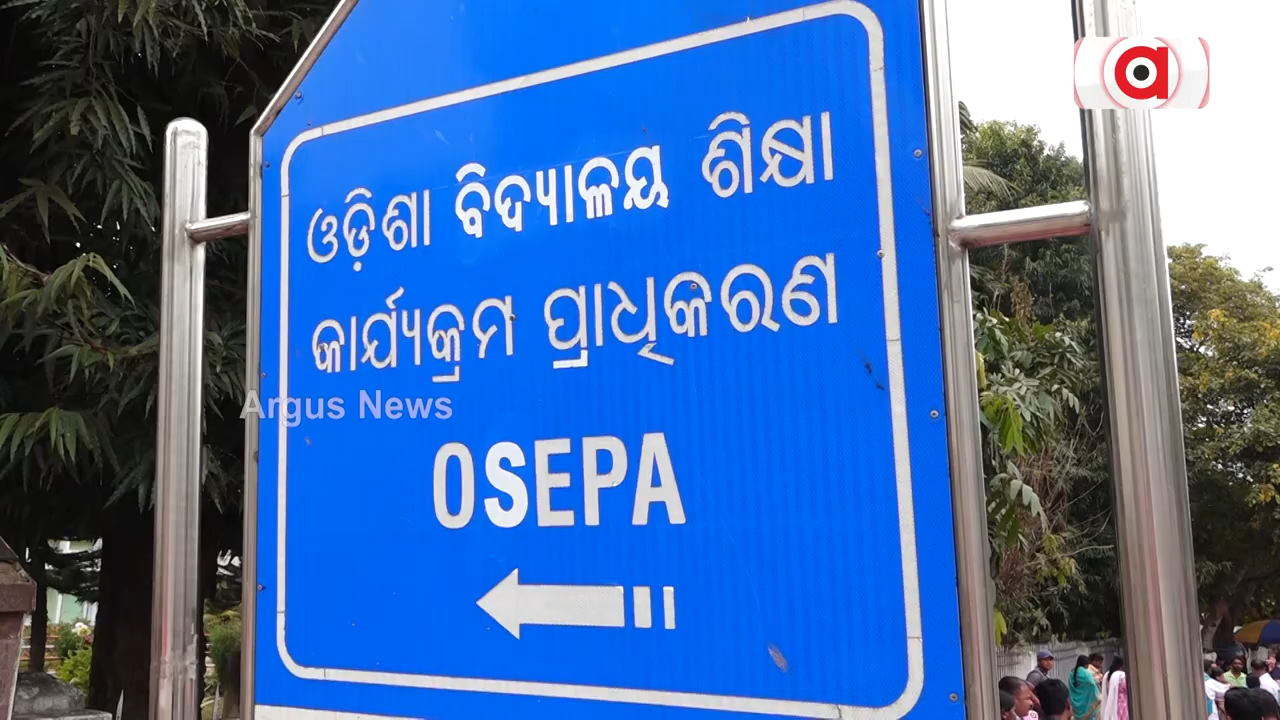 ଓଡ଼ିଶା ବିଦ୍ୟାଳୟ ଶିକ୍ଷା
କାର୍ଯ୍ୟକ୍ରମ ପ୍ରାଧିକରଣ
Argus News
OSEPA